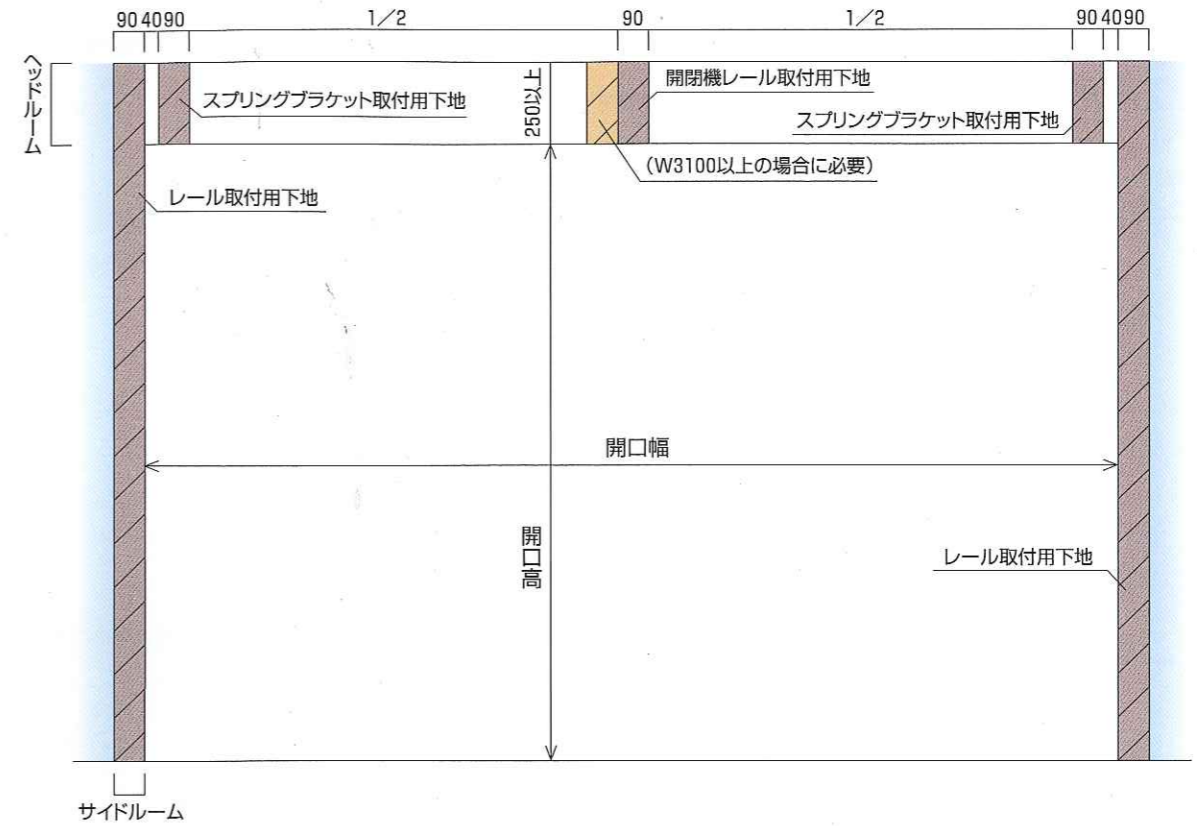 90 40 90 1/2 90 1/2 90 40 90
ヘッドルーム
スプリングブラケット取付用下地
250以上
開閉機レール取付用下地
スプリングブラケット取付用下地
(W3100以上の場合に必要)
レール取付用下地
開口幅
開口高
レール取付用下地
サイドルーム